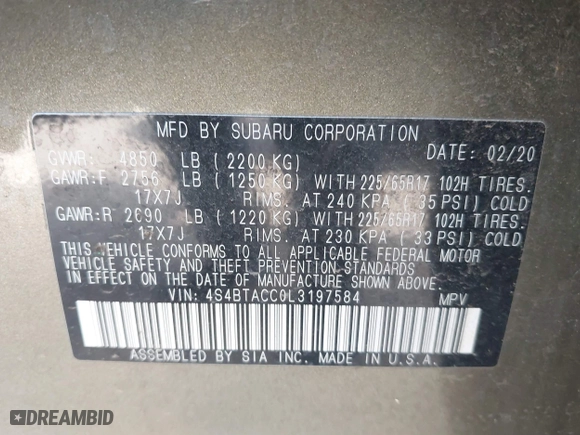 MFD BY SUBARU CORPORATION DATE: 02/20
GVWR: 4850 LB (2200 KG)
GAWR:F 2756 LB (1250 KG) WITH 225/65R17 102H TIRES.
17X7J RIMS. AT 240 KPA (35 PSI) COLD
GAWR:R 2690 LB (1220 KG) WITH 225/65R17 102H TIRES.
17X7J RIMS. AT 230 KPA (33 PSI) COLD
THIS VEHICLE CONFORMS TO ALL APPLICABLE FEDERAL MOTOR
VEHICLE SAFETY AND THEFT PREVENTION STANDARDS
IN EFFECT ON THE DATE OF MANUFACTURE SHOWN ABOVE.
VIN: 4S4BTACC0L3197584 MPV
ASSEMBLED BY SIA INC. MADE IN U.S.A.
DREAMBID